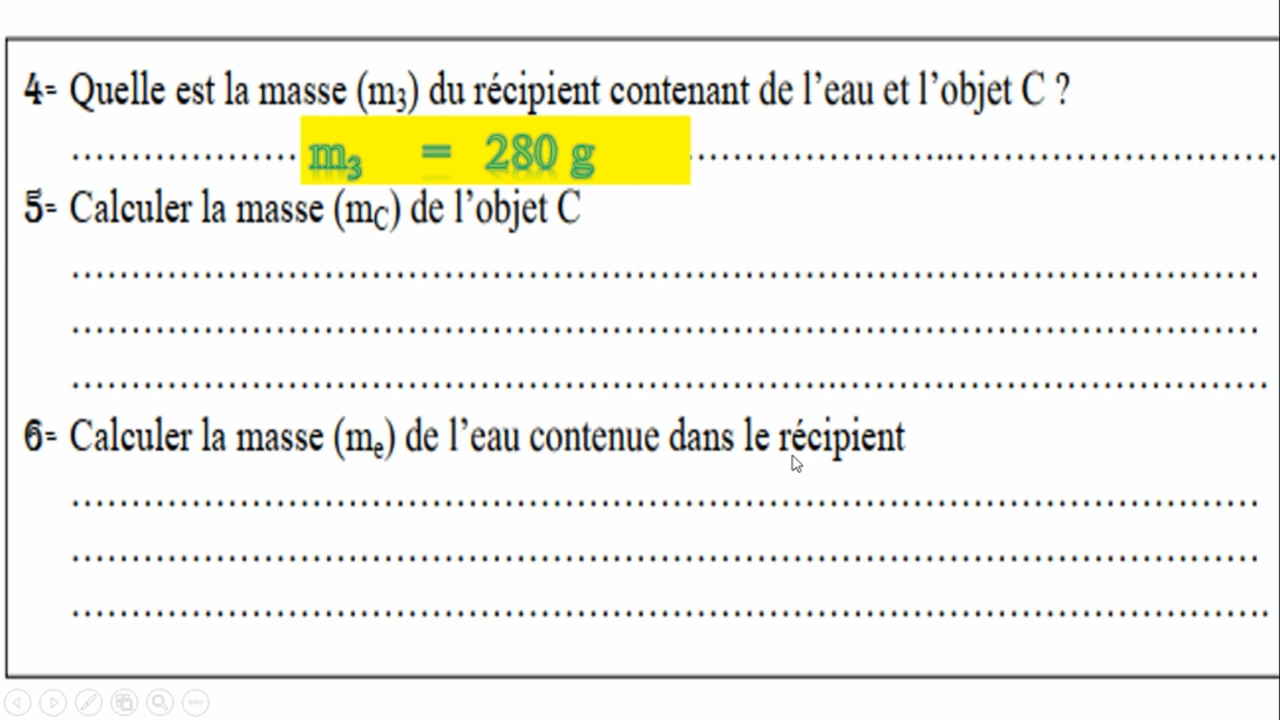 4- Quelle est la masse (m₃) du récipient contenant de l’eau et l’objet C ?
………………… m₃ = 280 g ……………………………………………
5- Calculer la masse (mC) de l’objet C
……………………………………………………………………………………
……………………………………………………………………………………
……………………………………………………………………………………
6- Calculer la masse (mₑ) de l’eau contenue dans le récipient
……………………………………………………………………………………
……………………………………………………………………………………
……………………………………………………………………………………